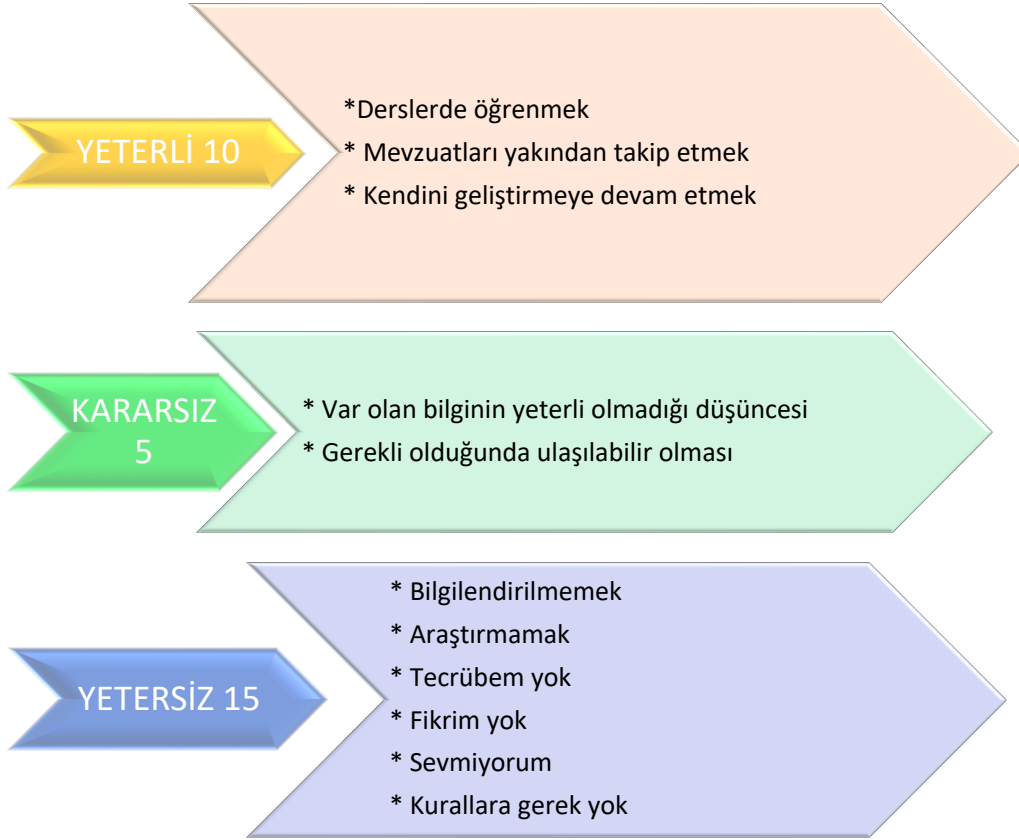 YETERLİ 10
*Derslerde öğrenmek
* Mevzuatları yakından takip etmek
* Kendini geliştirmeye devam etmek
KARARSIZ
5
* Var olan bilginin yeterli olmadığı düşüncesi
* Gerekli olduğunda ulaşılabilir olması
YETERSİZ 15
* Bilgilendirilmemek
* Araştırmamak
* Tecrübem yok
* Fikrim yok
* Sevmiyorum
* Kurallara gerek yok